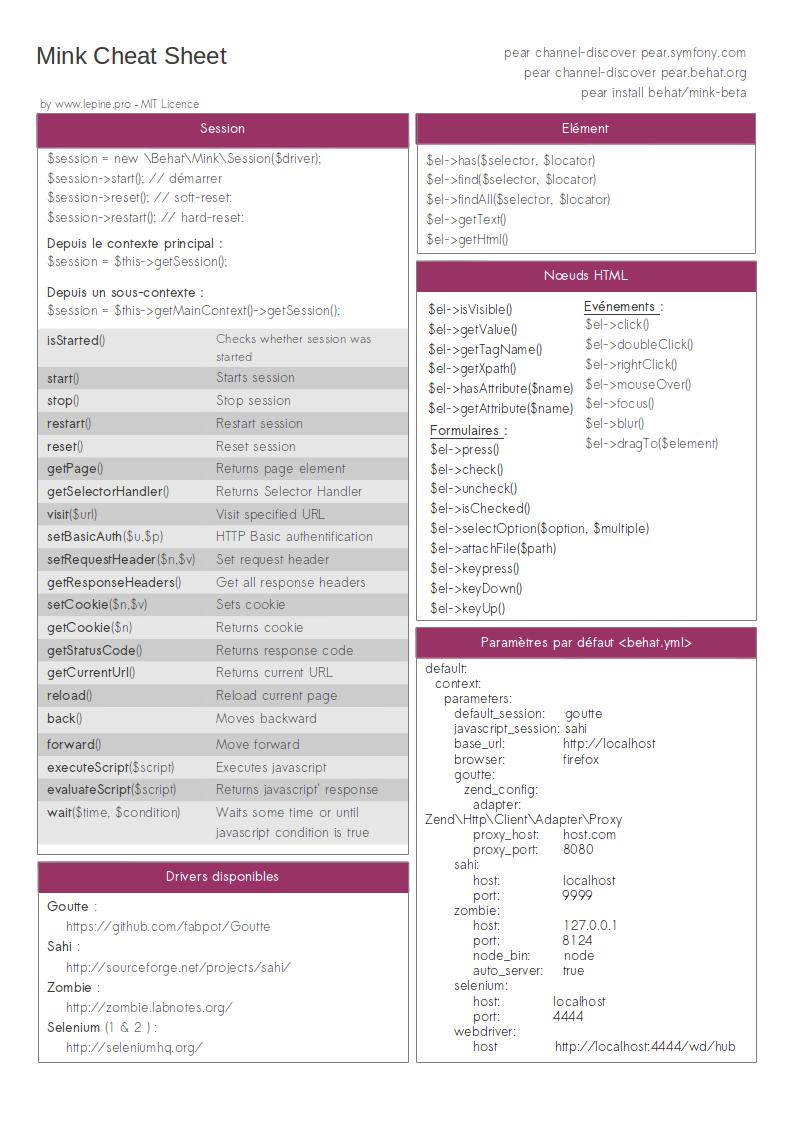 Mink Cheat Sheet
pear channel-discover pear.symfony.com
pear channel-discover pear.behat.org
pear install behat/mink-beta
by www.lepine.pro - MIT Licence
Session
$session = new \Behat\Mink\Session($driver);
$session->start(); // démarrer
$session->reset(); // soft-reset:
$session->restart(); // hard-reset:
Depuis le contexte principal :
$session = $this->getSession();
Depuis un sous-contexte :
$session = $this->getMainContext()->getSession();
isStarted() Checks whether session was
started
start() Starts session
stop() Stop session
restart() Restart session
reset() Reset session
getPage() Returns page element
getSelectorHandler() Returns Selector Handler
visit($url) Visit specified URL
setBasicAuth($u,$p) HTTP Basic authentification
setRequestHeader($n,$v) Set request header
getResponseHeaders() Get all response headers
setCookie($n,$v) Sets cookie
getCookie($n) Returns cookie
getStatusCode() Returns response code
getCurrentUrl() Returns current URL
reload() Reload current page
back() Moves backward
forward() Move forward
executeScript($script) Executes javascript
evaluateScript($script) Returns javascript' response
wait($time, $condition) Waits some time or until
javascript condition is true
Drivers disponibles
Goutte :
https://github.com/fabpot/Goutte
Sahi :
http://sourceforge.net/projects/sahi/
Zombie :
http://zombie.labnotes.org/
Selenium (1 & 2 ) :
http://seleniumhq.org/
Elément
$el->has($selector, $locator)
$el->find($selector, $locator)
$el->findAll($selector, $locator)
$el->getText()
$el->getHtml()
Nœuds HTML
$el->isVisible()
$el->getValue()
$el->getTagName()
$el->getXpath()
$el->hasAttribute($name)
$el->getAttribute($name)
Formulaires :
$el->press()
$el->check()
$el->uncheck()
$el->isChecked()
$el->selectOption($option, $multiple)
$el->attachFile($path)
$el->keypress()
$el->keyDown()
$el->keyUp()
Evénements :
$el->click()
$el->doubleClick()
$el->rightClick()
$el->mouseOver()
$el->focus()
$el->blur()
$el->dragTo($element)
Paramètres par défaut <behat.yml>
default:
context:
parameters:
default_session: goutte
javascript_session: sahi
base_url: http://localhost
browser: firefox
goutte:
zend_config:
adapter:
Zend\Http\Client\Adapter\Proxy
proxy_host: host.com
proxy_port: 8080
sahi:
host: localhost
port: 9999
zombie:
host: 127.0.0.1
port: 8124
node_bin: node
auto_server: true
selenium:
host: localhost
port: 4444
webdriver:
host http://localhost:4444/wd/hub